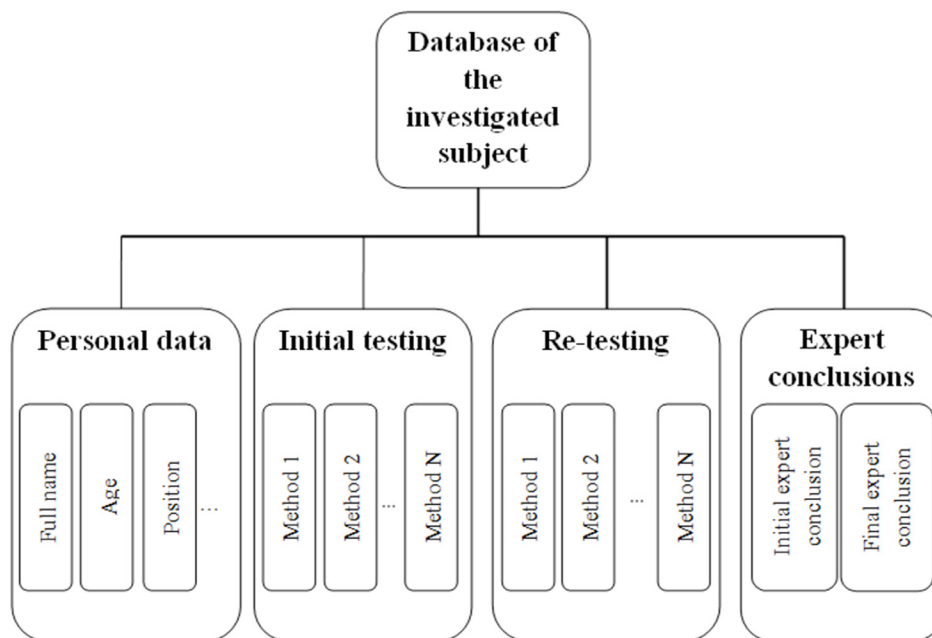 Database of
the
investigated
subject
Personal data
Full name
Age
Position
...
Initial testing
Method 1
Method 2
...
Method N
Re-testing
Method 1
Method 2
...
Method N
Expert
conclusions
Initial expert
conclusion
Final expert
conclusion